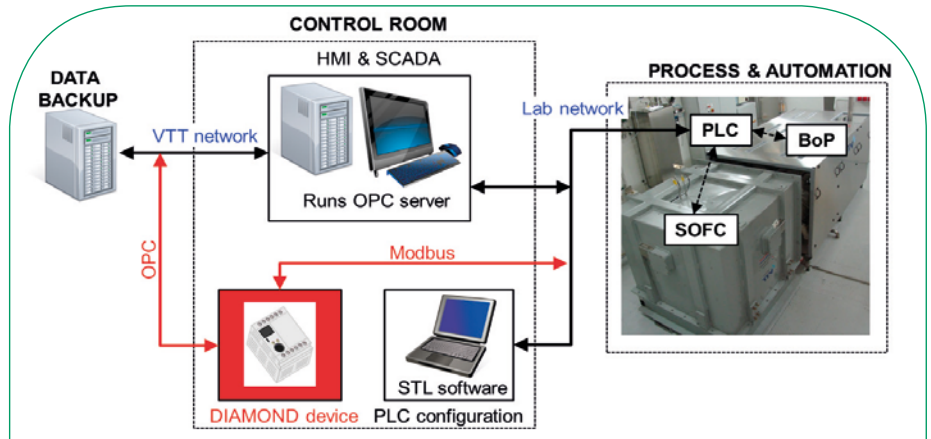 CONTROL ROOM
HMI & SCADA
DATA
BACKUP
VTT network
Runs OPC server
OPC
Modbus
DIAMOND device
STL software
PLC configuration
Lab network
PROCESS & AUTOMATION
PLC
BoP
SOFC